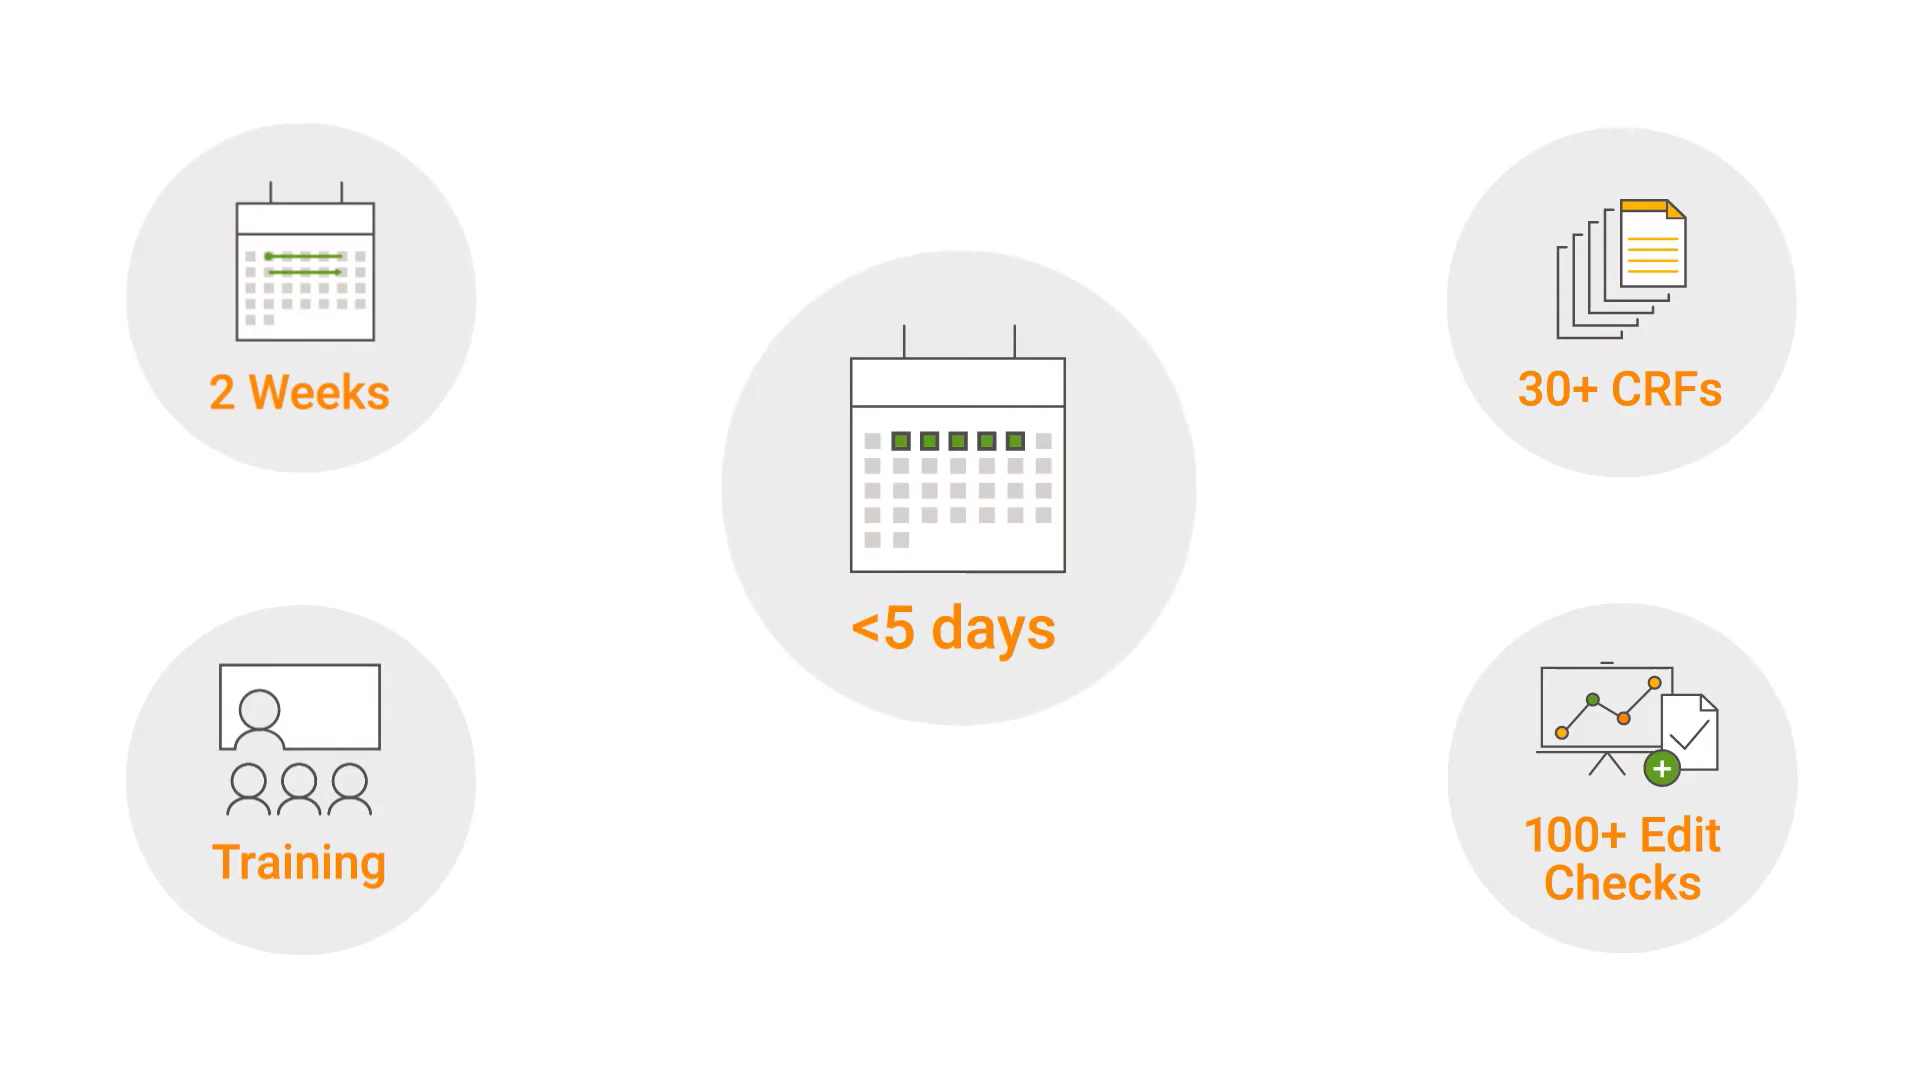 2 Weeks
Training
<5 days
30+ CRFs
100+ Edit
Checks